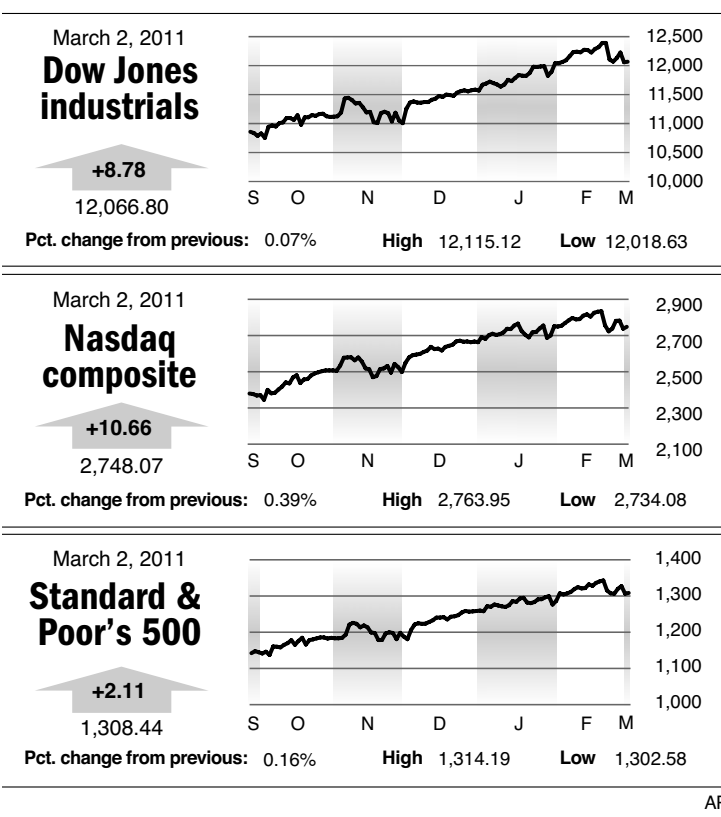 March 2, 2011
Dow Jones
industrials
+8.78
12,066.80
12,500
12,000
11,500
11,000
10,500
10,000
S O N D J F M
Pct. change from previous: 0.07% High 12,115.12 Low 12,018.63
March 2, 2011
Nasdaq
composite
+10.66
2,748.07
2,900
2,700
2,500
2,300
2,100
S O N D J F M
Pct. change from previous: 0.39% High 2,763.95 Low 2,734.08
March 2, 2011
Standard &
Poor's 500
+2.11
1,308.44
1,400
1,300
1,200
1,100
1,000
S O N D J F M
Pct. change from previous: 0.16% High 1,314.19 Low 1,302.58